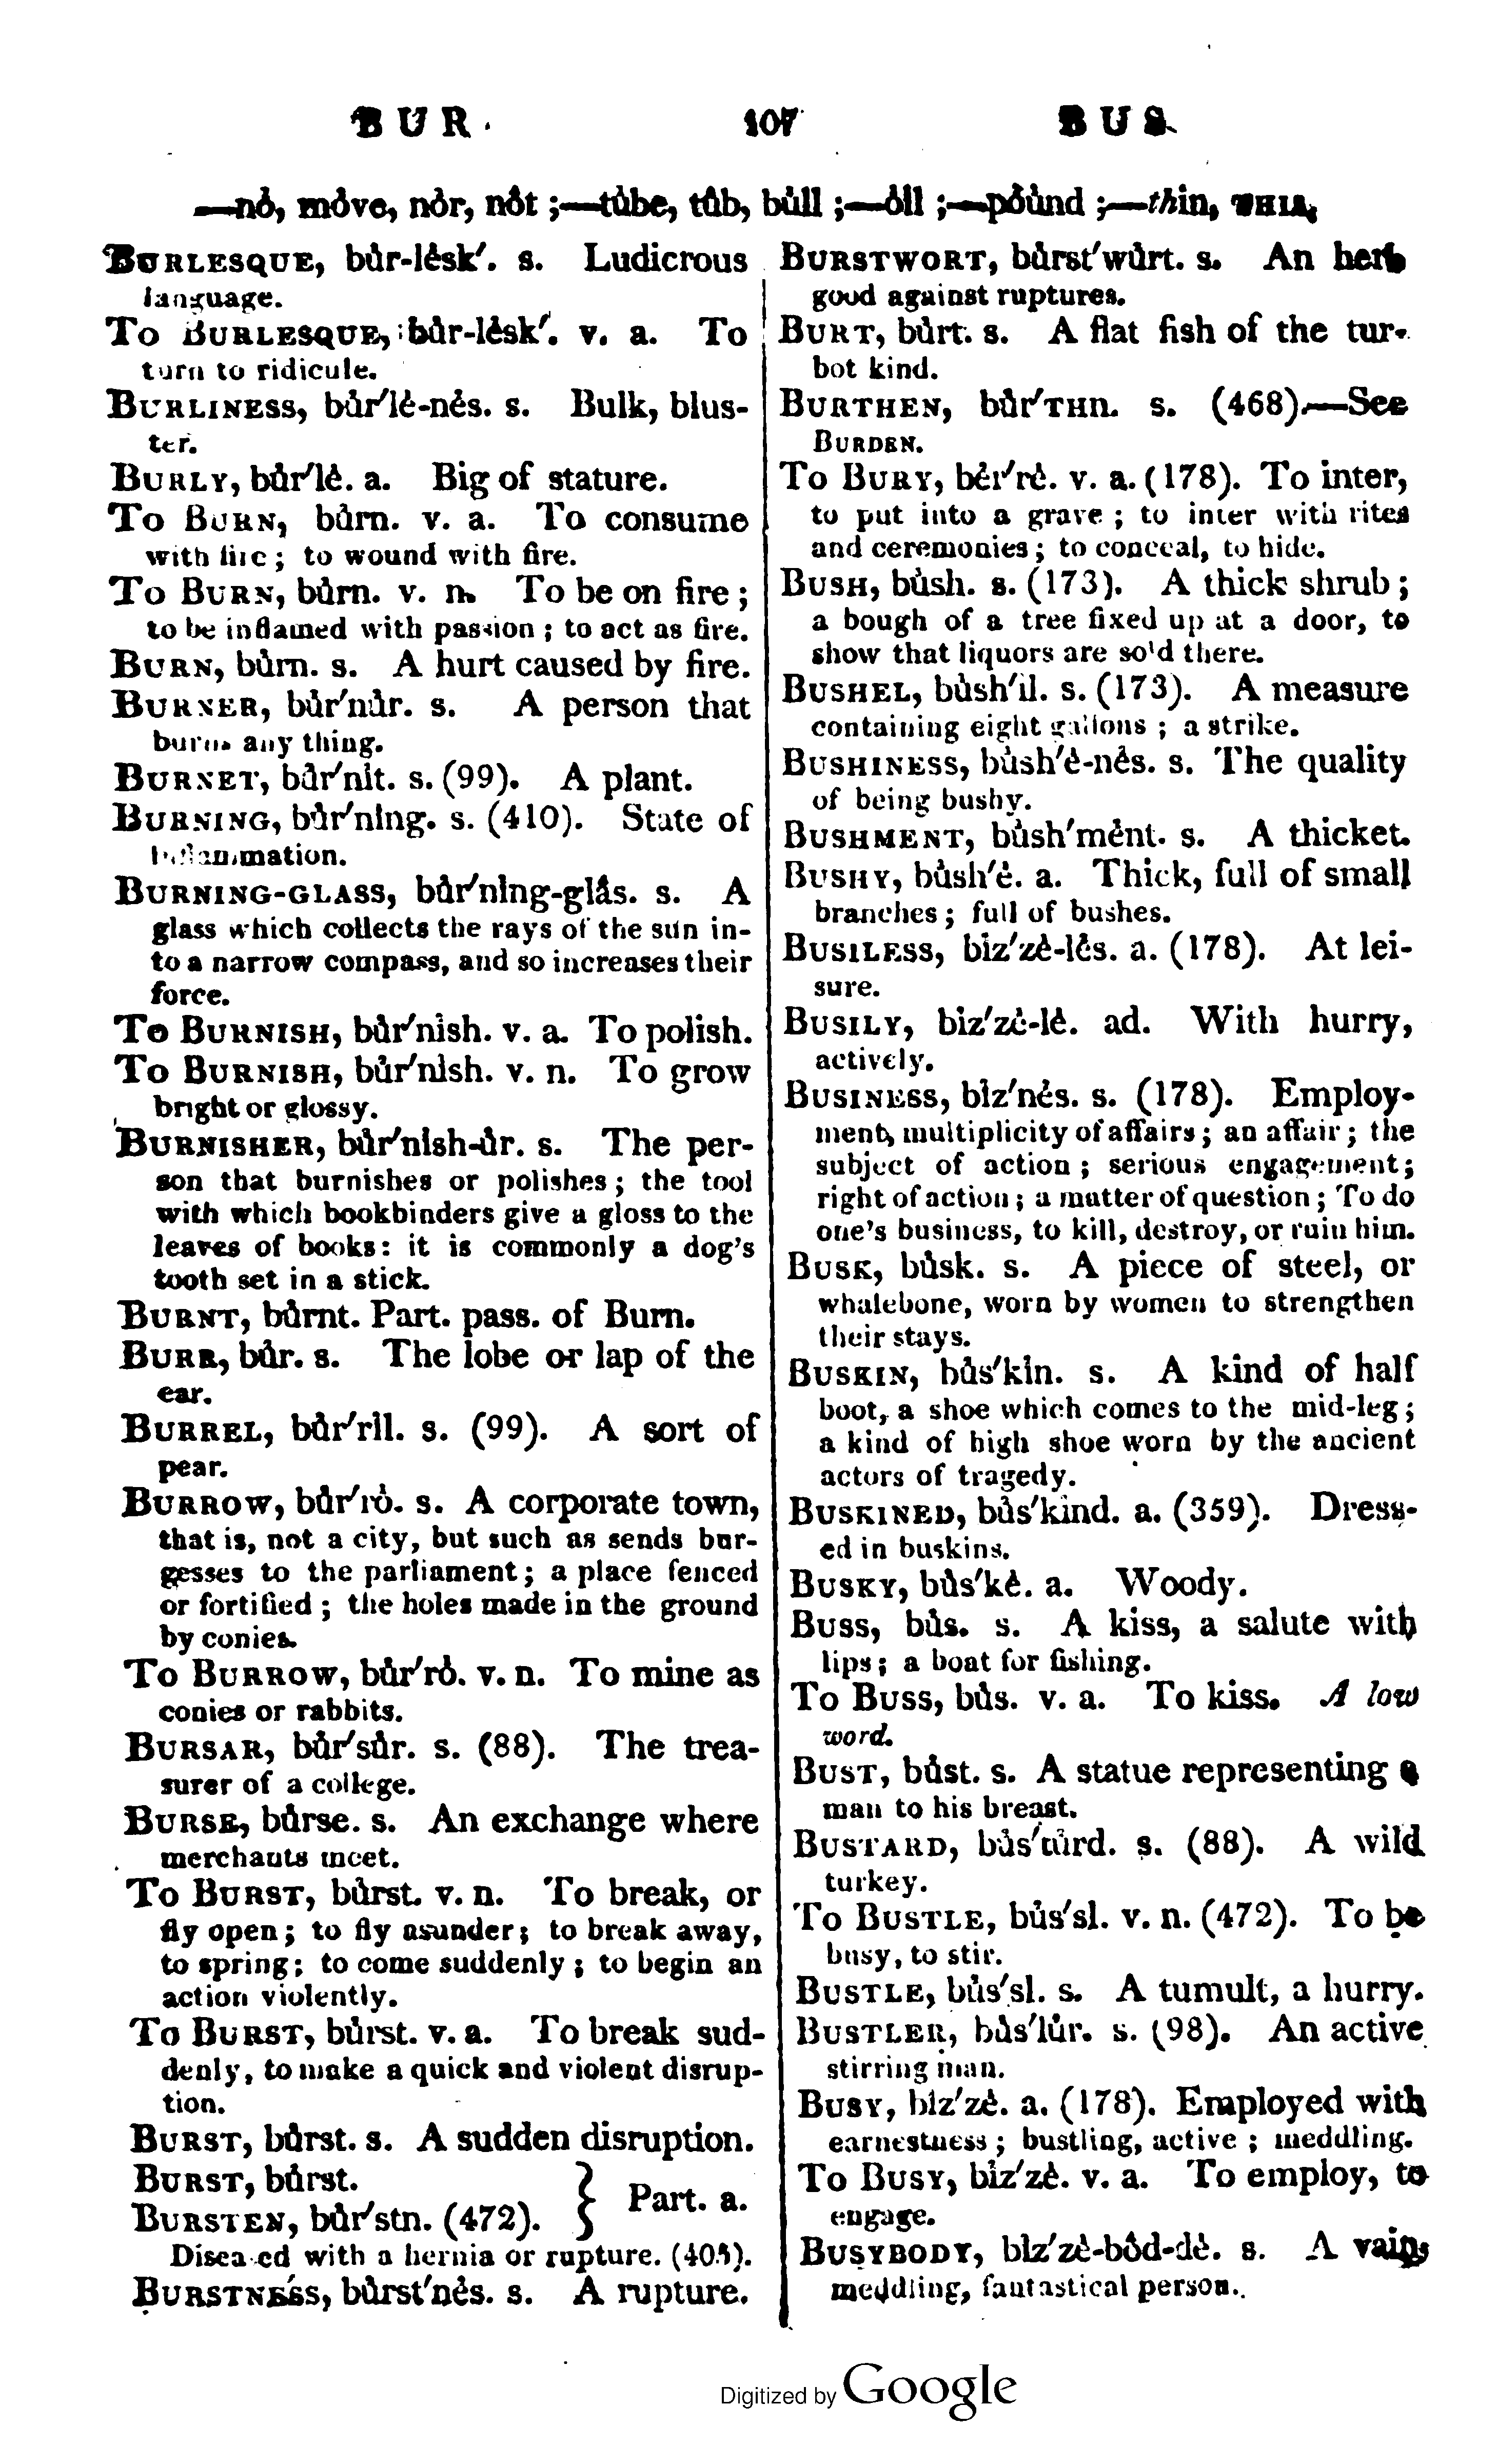 BUR 107 BUS
—nò, mòve, nòr, nòt ;—tùbe, tùb, bùll ;—òìl ;—pòùnd ;—thin, THIS.
BURLESQUE, bùr-lèsk'. s. Ludicrous
language.
To BURLESQUE, bùr-lèsk'. v. a. To
turn to ridicule.
BURLINESS, bùr'lè-nès. s. Bulk, blus-
ter.
BURLY, bùr'lè. a. Big of stature.
To BURN, bùrn. v. a. To consume
with fire ; to wound with fire.
To BURN, bùrn. v. n. To be on fire ;
to be inflamed with passion ; to act as fire.
BURN, bùrn. s. A hurt caused by fire.
BURNER, bùr'nùr. s. A person that
burns any thing.
BURNET, bùr'nìt. s. (99). A plant.
BURNING, bùr'nìng. s. (410). State of
inflammation.
BURNING-GLASS, bùr'nìng-glàs. s. A
glass which collects the rays of the sun in-
to a narrow compass, and so increases their
force.
To BURNISH, bùr'nìsh. v. a. To polish.
To BURNISH, bùr'nìsh. v. n. To grow
bright or glossy.
BURNISHER, bùr'nìsh-ùr. s. The per-
son that burnishes or polishes ; the tool
with which bookbinders give a gloss to the
leaves of books: it is commonly a dog's
tooth set in a stick.
BURNT, bùrnt. Part. pass. of Burn.
BURR, bùr. s. The lobe or lap of the
ear.
BURREL, bùr'rìl. s. (99). A sort of
pear.
BURROW, bùr'rò. s. A corporate town,
that is, not a city, but such as sends bur-
gesses to the parliament ; a place fenced
or fortified ; the holes made in the ground
by conies.
To BURROW, bùr'rò. v. n. To mine as
conies or rabbits.
BURSAR, bùr'sùr. s. (88). The trea-
surer of a college.
BURSE, bùrse. s. An exchange where
merchants meet.
To BURST, bùrst. v. n. To break, or
fly open ; to fly asunder ; to break away,
to spring ; to come suddenly ; to begin an
action violently.
To BURST, bùrst. v. a. To break sud-
denly, to make a quick and violent disrup-
tion.
BURST, bùrst. s. A sudden disruption.
BURST, bùrst.
BURSTEN, bùr'stn. (472). } Part. a.
Diseased with a hernia or rupture. (405).
BURSTNESS, bùrst'nès. s. A rupture.
BURSTWORT, bùrst'wùrt. s. An herb
good against ruptures.
BURT, bùrt. s. A flat fish of the tur-
bot kind.
BURTHEN, bùr'THn. s. (468).—See
BURDEN.
To BURY, bèr'rè. v. a. (178). To inter,
to put into a grave ; to inter with rites
and ceremonies ; to conceal, to hide.
BUSH, bùsh. s. (173). A thick shrub ;
a bough of a tree fixed up at a door, to
show that liquors are sold there.
BUSHEL, bùsh'ìl. s. (173). A measure
containing eight gallons ; a strike.
BUSHINESS, bùsh'è-nès. s. The quality
of being bushy.
BUSHMENT, bùsh'mènt. s. A thicket.
BUSHY, bùsh'è. a. Thick, full of small
branches ; full of bushes.
BUSILESS, bìz'zè-lès. a. (178). At lei-
sure.
BUSILY, bìz'zè-lè. ad. With hurry,
actively.
BUSINESS, bìz'nès. s. (178). Employ-
ment, multiplicity of affairs ; an affair ; the
subject of action ; serious engagement ;
right of action ; a matter of question ; To do
one's business, to kill, destroy, or ruin him.
BUSK, bùsk. s. A piece of steel, or
whalebone, worn by women to strengthen
their stays.
BUSKIN, bùs'kìn. s. A kind of half
boot, a shoe which comes to the mid-leg ;
a kind of high shoe worn by the ancient
actors of tragedy.
BUSKINED, bùs'kìnd. a. (359). Dress-
ed in buskins.
BUSKY, bùs'kè. a. Woody.
BUSS, bùs. s. A kiss, a salute with
lips ; a boat for fishing.
To BUSS, bùs. v. a. To kiss. A low
word.
BUST, bùst. s. A statue representing a
man to his breast.
BUSTARD, bùs'tùrd. s. (88). A wild
turkey.
To BUSTLE, bùs'sl. v. n. (472). To be
busy, to stir.
BUSTLE, bùs'sl. s. A tumult, a hurry.
BUSTLER, bùs'lùr. s. (98). An active
stirring man.
BUSY, bìz'zè. a. (178). Employed with
earnestness ; bustling, active ; meddling.
To BUSY, bìz'zè. v. a. To employ, to
engage.
BUSYBODY, bìz'zè-bòd-dè. s. A vain,
meddling, fantastical person.
Digitized by Google